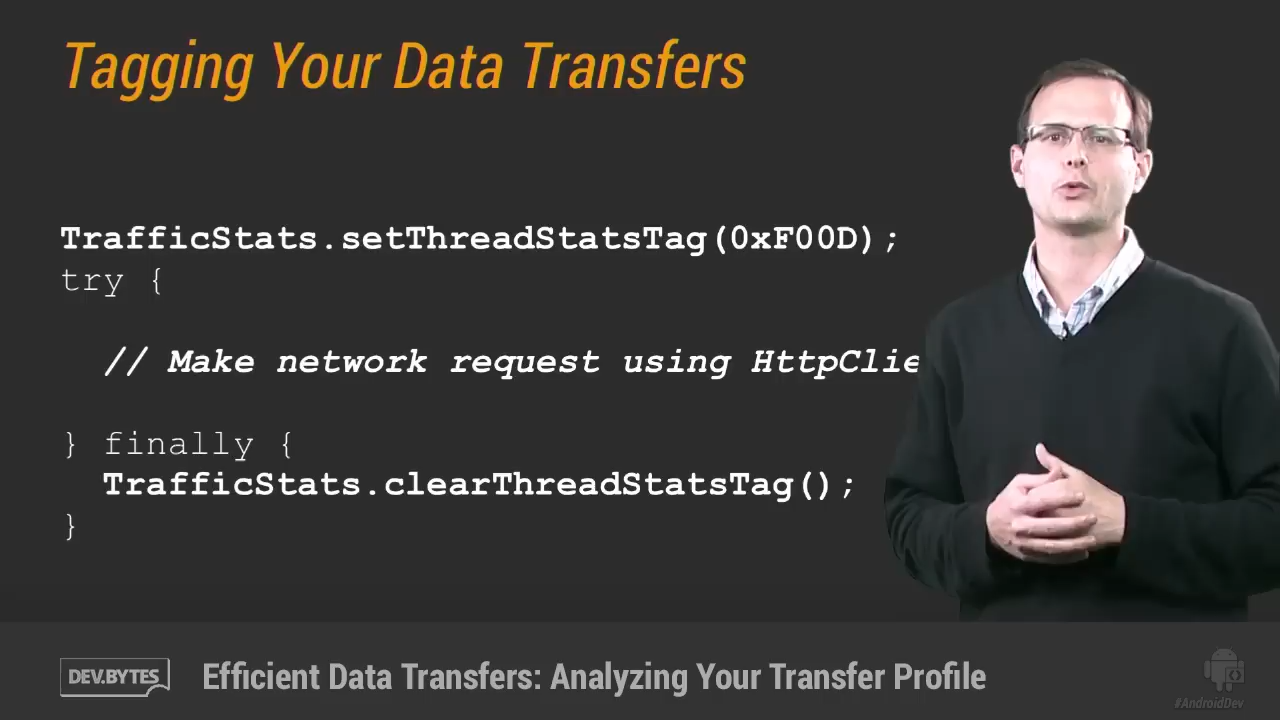 Tagging Your Data Transfers
TrafficStats.setThreadStatsTag(0xF00D);
try {
// Make network request using HttpClie
} finally {
TrafficStats.clearThreadStatsTag();
}
DEV.BYTES
Efficient Data Transfers: Analyzing Your Transfer Profile
#AndroidDev